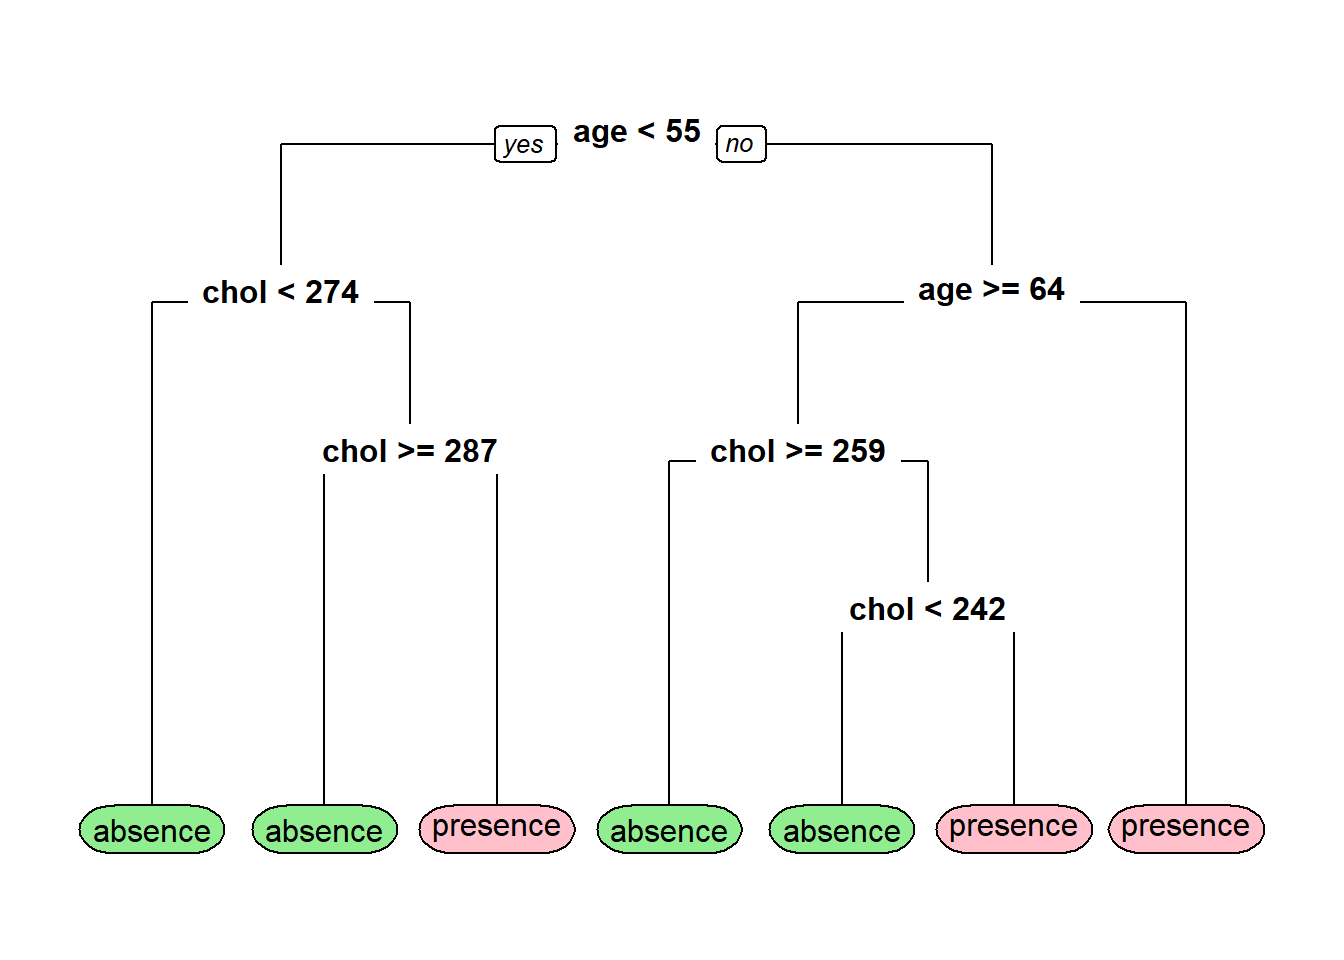 yes age < 55 no
chol < 274 age >= 64
chol >= 287 chol >= 259
chol < 242
absence absence presence absence absence presence presence